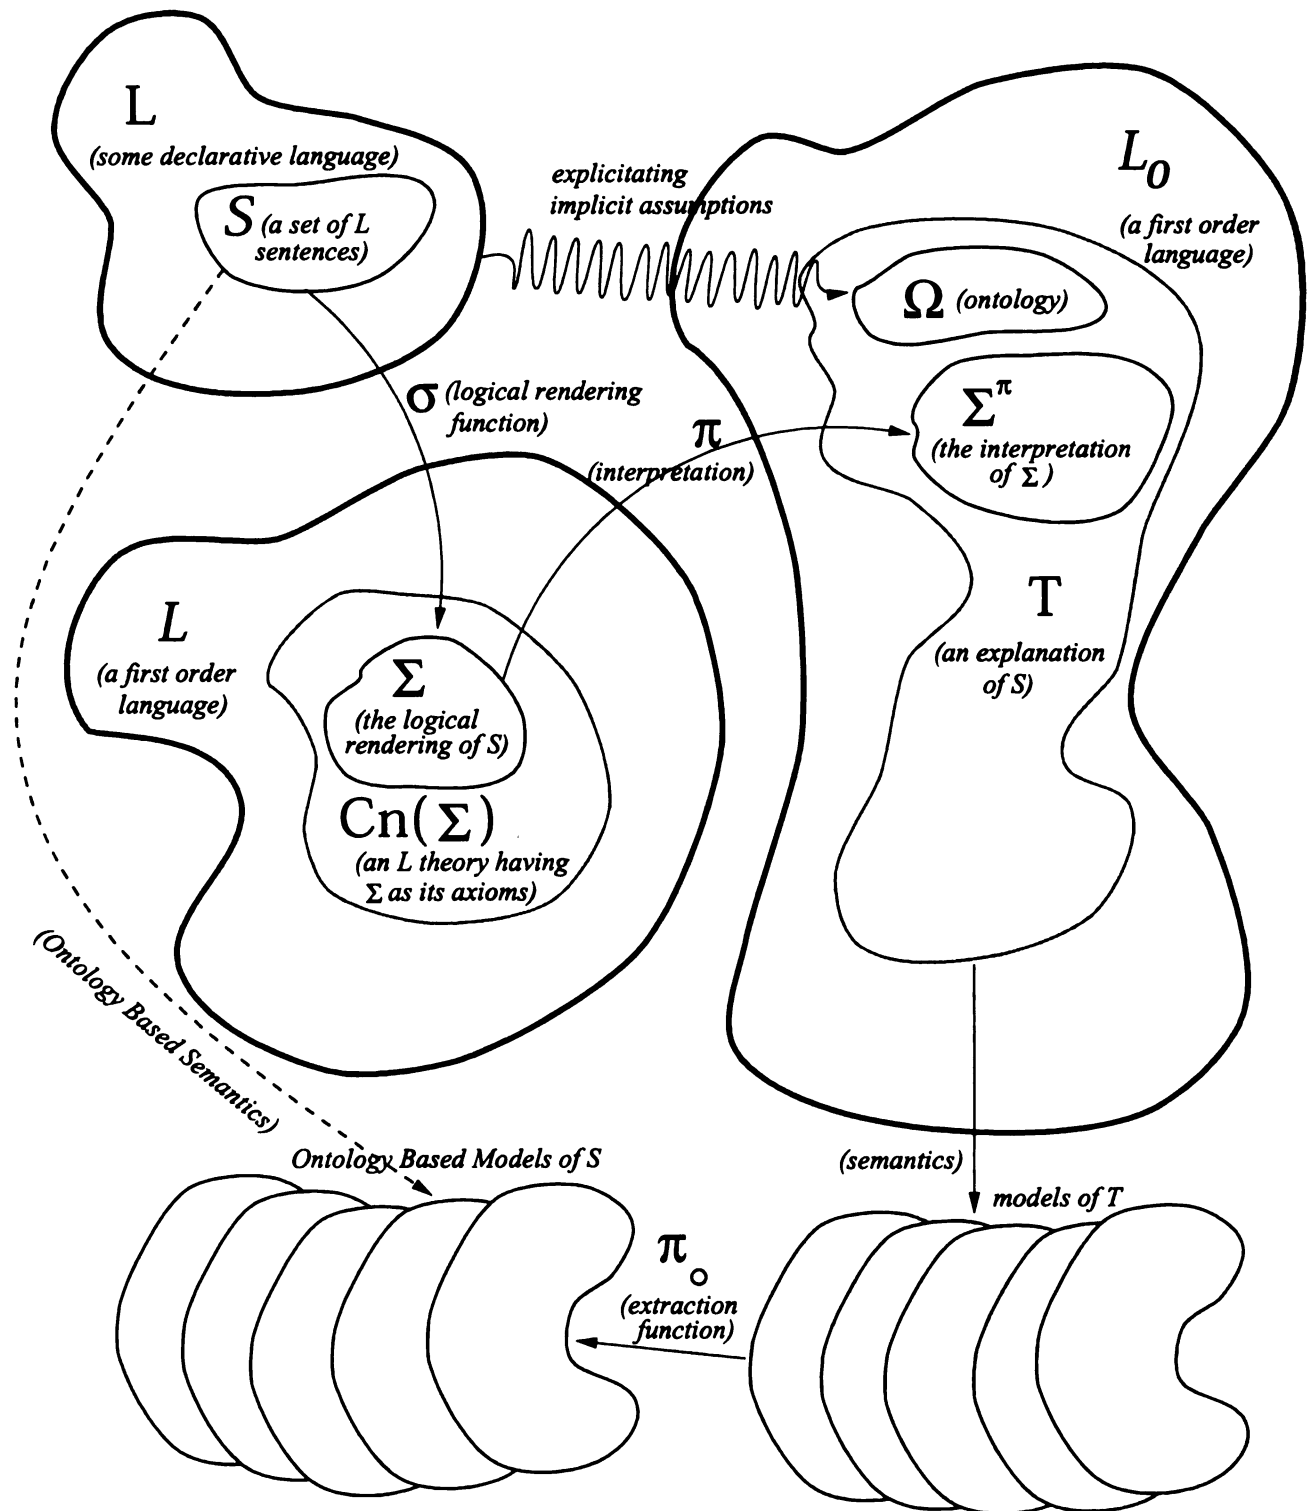 L
(some declarative language)
S (a set of L
sentences)
explicitating
implicit assumptions
L0
(a first order
language)
Ω (ontology)
σ (logical rendering
function)
π
(interpretation)
Σπ
(the interpretation
of Σ)
L
(a first order
language)
Σ
(the logical
rendering of S)
Cn(Σ)
(an L theory having
Σ as its axioms)
T
(an explanation
of S)
(Ontology Based Semantics)
Ontology Based Models of S
(semantics)
models of T
π○
(extraction
function)